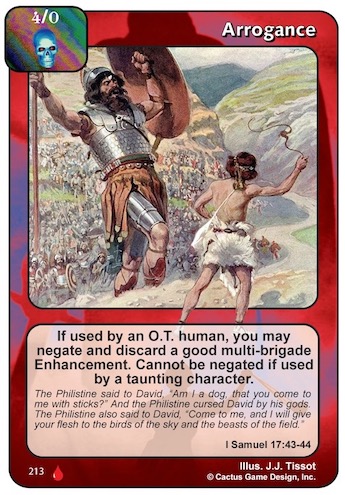 4/0
Arrogance
If used by an O.T. human, you may
negate and discard a good multi-brigade
Enhancement. Cannot be negated if used
by a taunting character.
The Philistine said to David, “Am I a dog, that you come to
me with sticks?” And the Philistine cursed David by his gods.
The Philistine also said to David, “Come to me, and I will give
your flesh to the birds of the sky and the beasts of the field.”
I Samuel 17:43-44
Illus. J.J. Tissot
213
© Cactus Game Design, Inc.